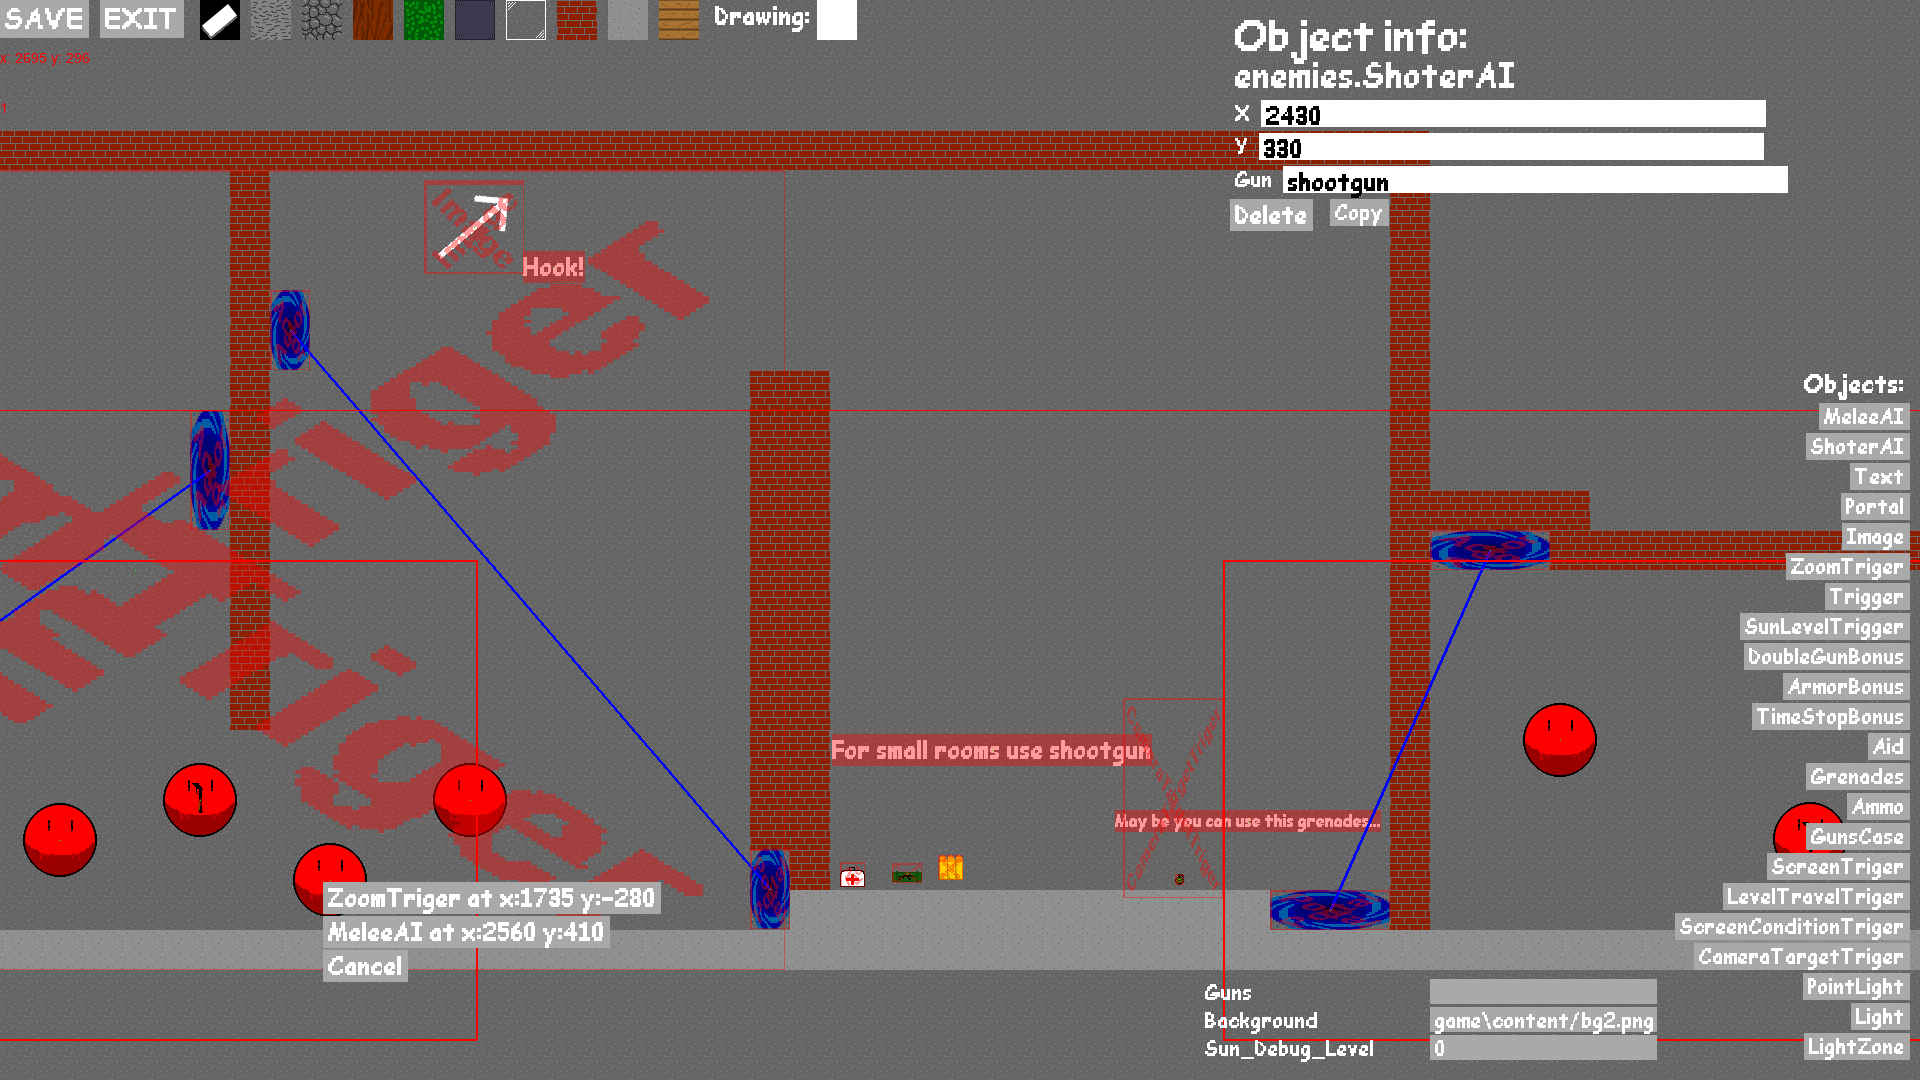 SAVE EXIT Drawing:
x: 2695 y: 296
1
Object info:
enemies.ShoterAI
X 2430
y 330
Gun shootgun
Delete Copy
Image
Hook!
For small rooms use shootgun
May be you can use this grenades...
ZoomTriger at x:1735 y:-280
MeleeAI at x:2560 y:410
Cancel
Objects:
MeleeAI
ShoterAI
Text
Portal
Image
ZoomTriger
Trigger
SunLevelTrigger
DoubleGunBonus
ArmorBonus
TimeStopBonus
Aid
Grenades
Ammo
GunsCase
ScreenTriger
LevelTravelTriger
ScreenConditionTriger
CameraTargetTriger
PointLight
Light
LightZone
Guns
Background game\content/bg2.png
Sun_Debug_Level 0